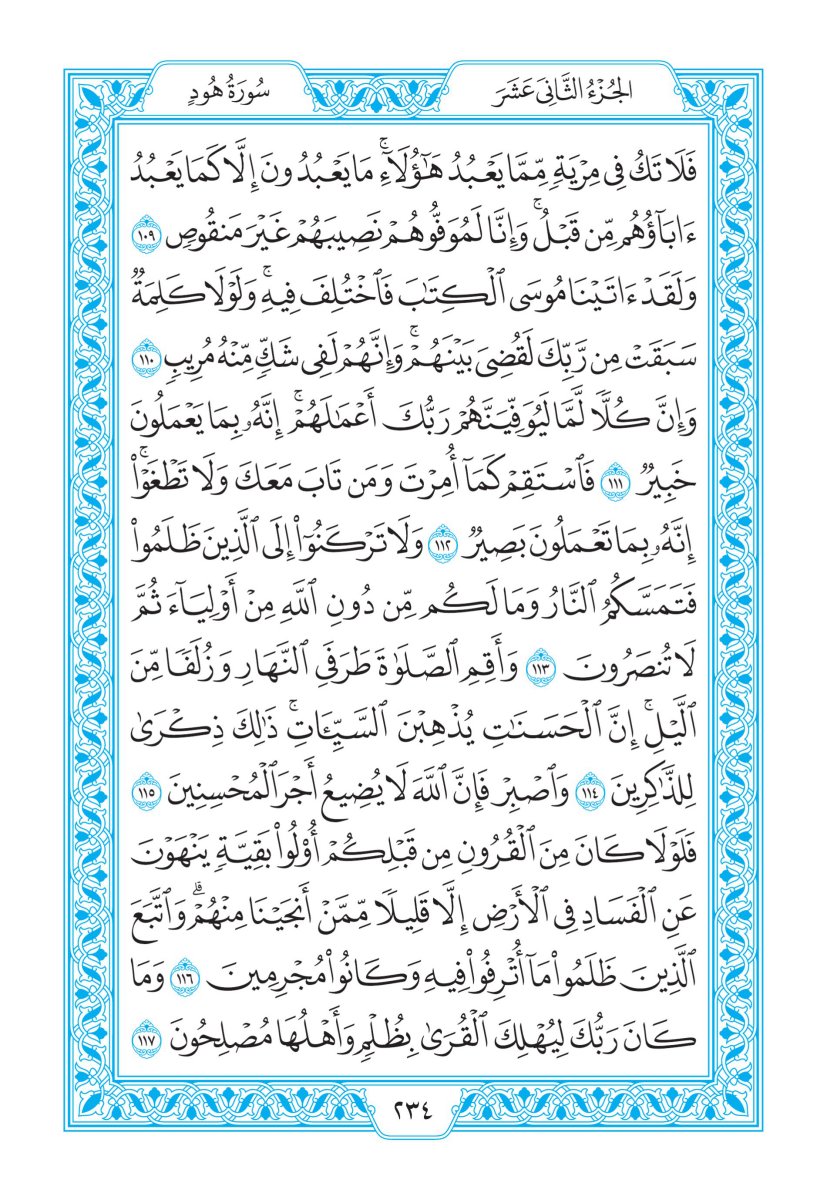 الجُزْءُ الثَّانِيَ عَشَرَ
سُورَةُ هُودٍ
فَلَا تَكُ فِي مِرْيَةٖ مِّمَّا يَعْبُدُ هَٰٓؤُلَآءِۚ مَا يَعْبُدُونَ إِلَّا كَمَا يَعْبُدُ
ءَابَآؤُهُم مِّن قَبْلُۚ وَإِنَّا لَمُوَفُّوهُمْ نَصِيبَهُمْ غَيْرَ مَنقُوصٖ ١٠٩
وَلَقَدْ ءَاتَيْنَا مُوسَى ٱلْكِتَٰبَ فَٱخْتُلِفَ فِيهِۚ وَلَوْلَا كَلِمَةٞ
سَبَقَتْ مِن رَّبِّكَ لَقُضِيَ بَيْنَهُمْۚ وَإِنَّهُمْ لَفِي شَكّٖ مِّنْهُ مُرِيبٖ ١١٠
وَإِنَّ كُلّٗا لَّمَّا لَيُوَفِّيَنَّهُمْ رَبُّكَ أَعْمَٰلَهُمْۚ إِنَّهُۥ بِمَا يَعْمَلُونَ
خَبِيرٞ ١١١ فَٱسْتَقِمْ كَمَآ أُمِرْتَ وَمَن تَابَ مَعَكَ وَلَا تَطْغَوْا۟ۚ
إِنَّهُۥ بِمَا تَعْمَلُونَ بَصِيرٞ ١١٢ وَلَا تَرْكَنُوٓا۟ إِلَى ٱلَّذِينَ ظَلَمُوا۟
فَتَمَسَّكُمُ ٱلنَّارُ وَمَا لَكُم مِّن دُونِ ٱللَّهِ مِنْ أَوْلِيَآءَ ثُمَّ
لَا تُنصَرُونَ ١١٣ وَأَقِمِ ٱلصَّلَوٰةَ طَرَفَيِ ٱلنَّهَارِ وَزُلَفٗا مِّنَ
ٱلَّيْلِۚ إِنَّ ٱلْحَسَنَٰتِ يُذْهِبْنَ ٱلسَّيِّـَٔاتِۚ ذَٰلِكَ ذِكْرَىٰ
لِلذَّٰكِرِينَ ١١٤ وَٱصْبِرْ فَإِنَّ ٱللَّهَ لَا يُضِيعُ أَجْرَ ٱلْمُحْسِنِينَ ١١٥
فَلَوْلَا كَانَ مِنَ ٱلْقُرُونِ مِن قَبْلِكُمْ أُو۟لُوا۟ بَقِيَّةٖ يَنْهَوْنَ
عَنِ ٱلْفَسَادِ فِي ٱلْأَرْضِ إِلَّا قَلِيلٗا مِّمَّنْ أَنجَيْنَا مِنْهُمْۗ وَٱتَّبَعَ
ٱلَّذِينَ ظَلَمُوا۟ مَآ أُتْرِفُوا۟ فِيهِ وَكَانُوا۟ مُجْرِمِينَ ١١٦ وَمَا
كَانَ رَبُّكَ لِيُهْلِكَ ٱلْقُرَىٰ بِظُلْمٖ وَأَهْلُهَا مُصْلِحُونَ ١١٧
٢٣٤